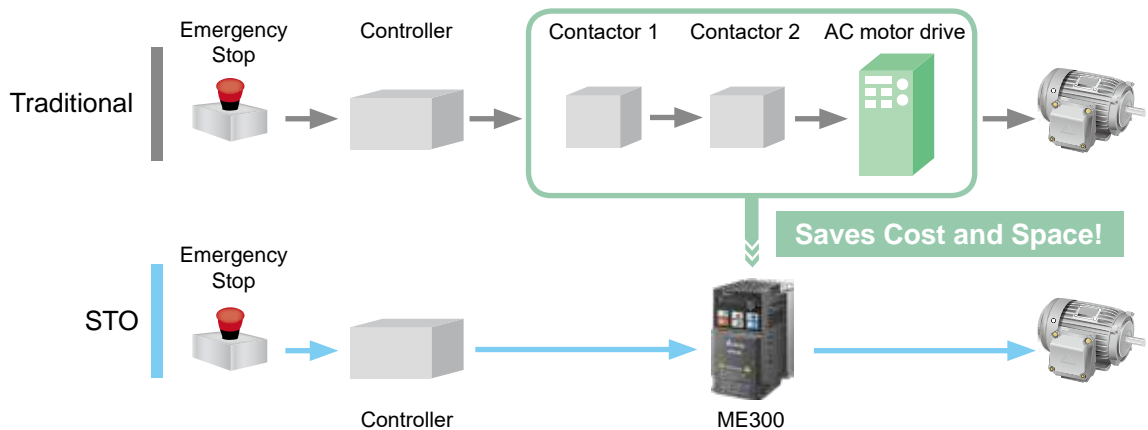 Emergency
Stop
Controller
Contactor 1
Contactor 2
AC motor drive
Traditional
Saves Cost and Space!
Emergency
Stop
STO
Controller
ME300